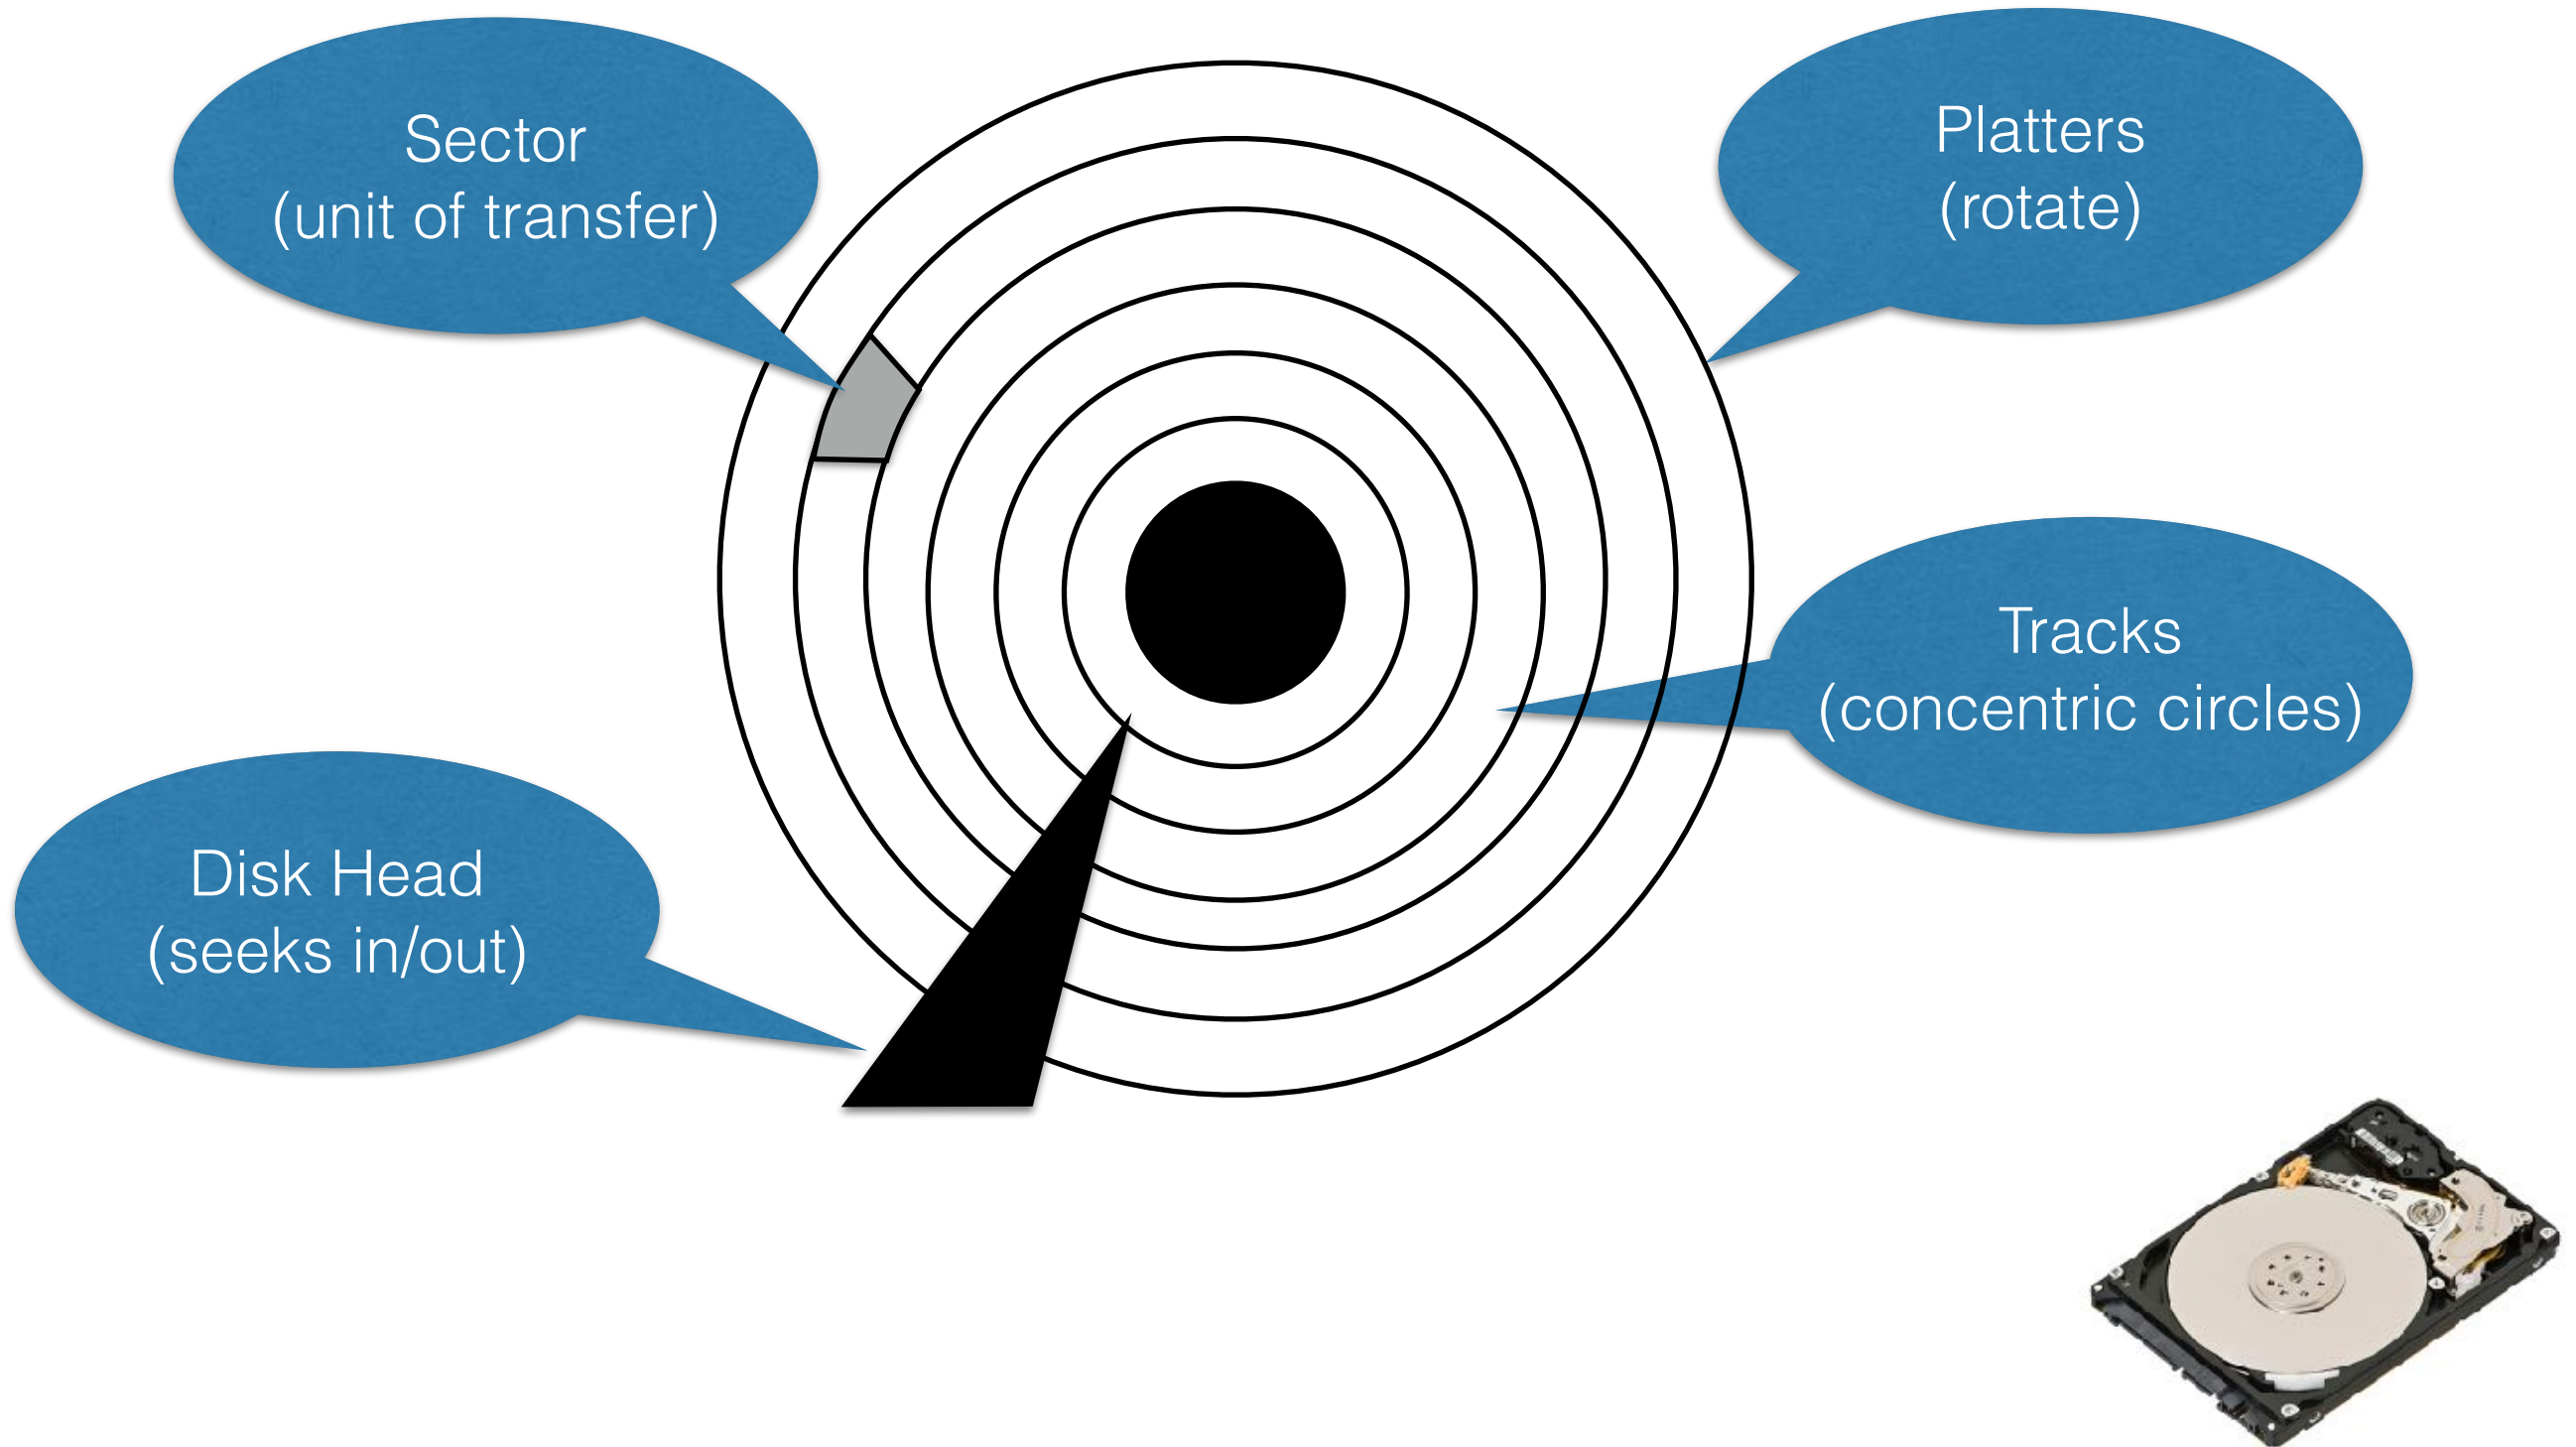 Sector
(unit of transfer)
Platters
(rotate)
Tracks
(concentric circles)
Disk Head
(seeks in/out)